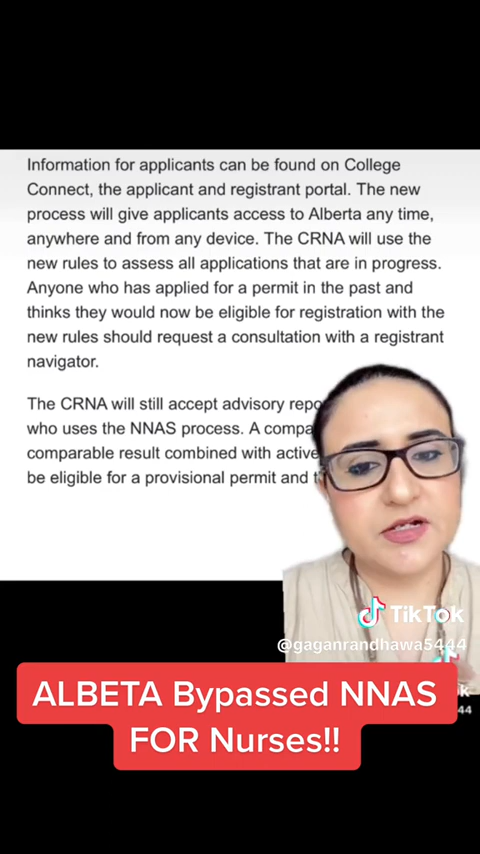 Information for applicants can be found on College
Connect, the applicant and registrant portal. The new
process will give applicants access to Alberta any time,
anywhere and from any device. The CRNA will use the
new rules to assess all applications that are in progress.
Anyone who has applied for a permit in the past and
thinks they would now be eligible for registration with the
new rules should request a consultation with a registrant
navigator.
The CRNA will still accept advisory repo
who uses the NNAS process. A compa
comparable result combined with active
be eligible for a provisional permit and
TikTok
@gaganrandhawa5444
k
44
ALBETA Bypassed NNAS
FOR Nurses!!